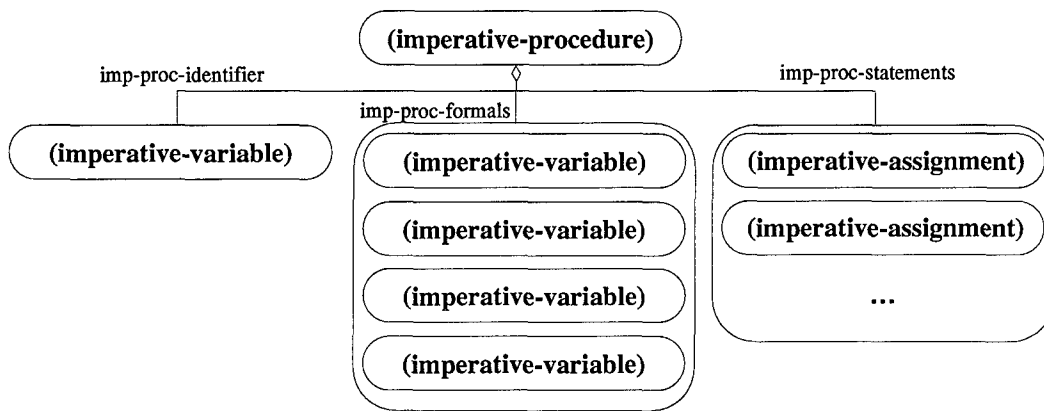 (imperative-procedure)
imp-proc-identifier
imp-proc-statements
imp-proc-formals
(imperative-variable)
(imperative-variable)
(imperative-assignment)
(imperative-variable)
(imperative-assignment)
(imperative-variable)
...
(imperative-variable)